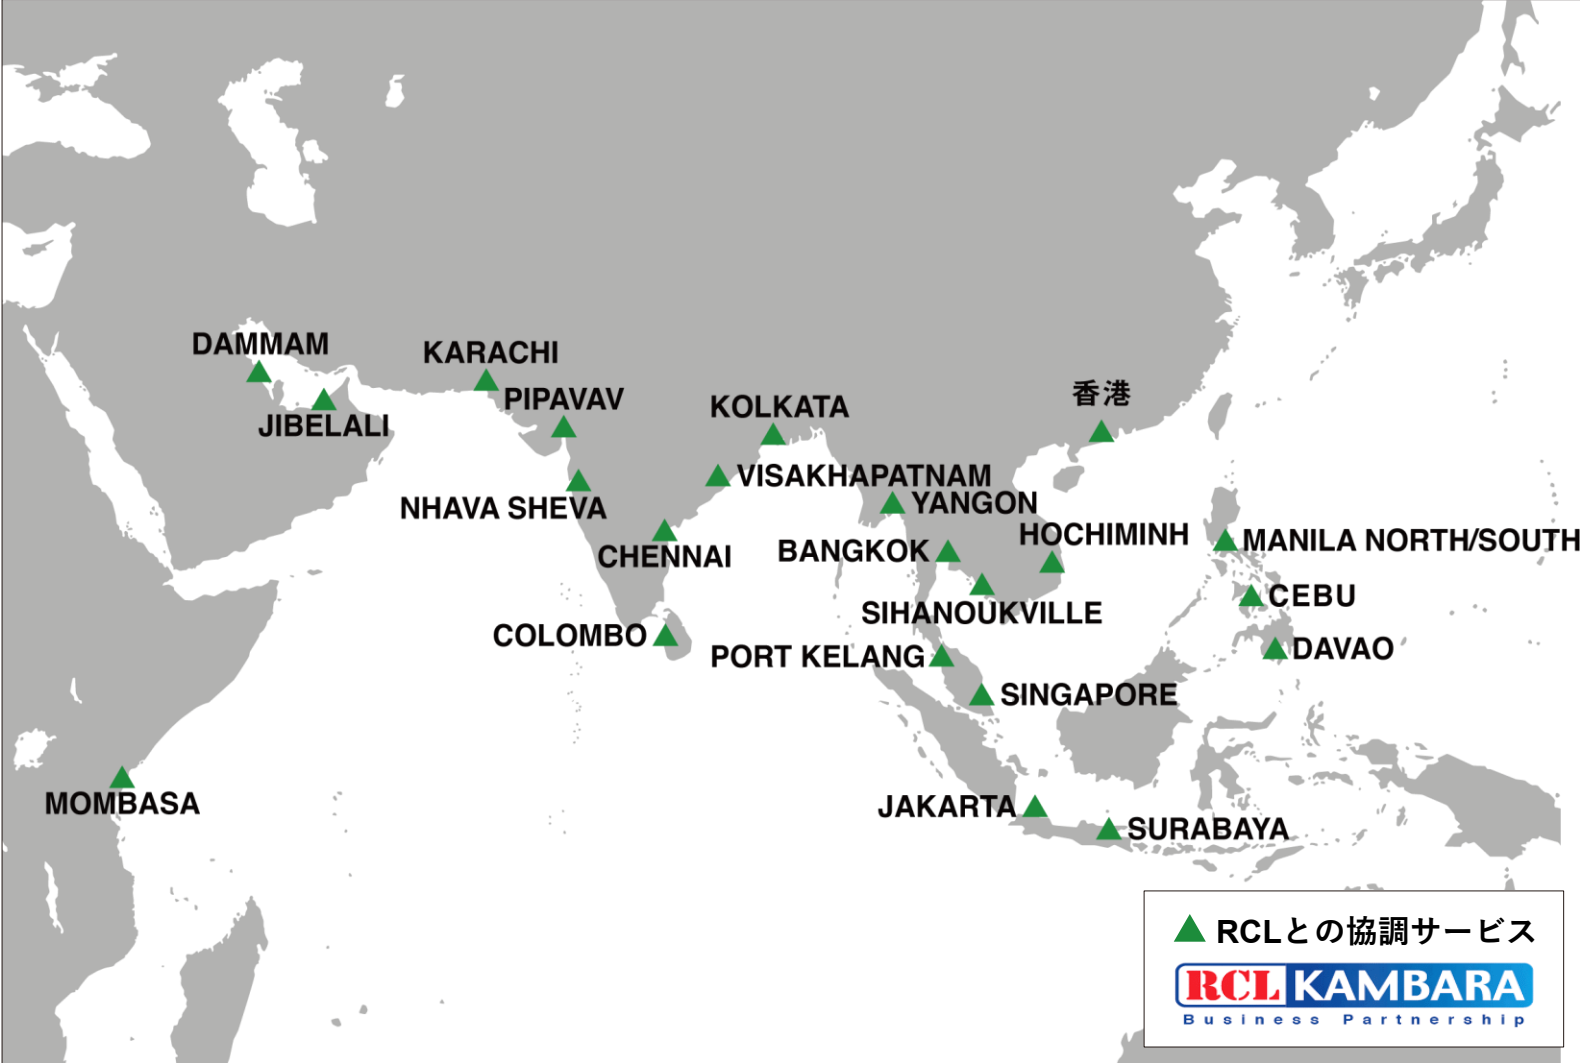 DAMMAM
KARACHI
香港
PIPAVAV
KOLKATA
JIBELALI
VISAKHAPATNAM
NHAVA SHEVA
YANGON
HOCHIMINH
MANILA NORTH/SOUTH
CHENNAI
BANGKOK
CEBU
SIHANOUKVILLE
COLOMBO
DAVAO
PORT KELANG
SINGAPORE
MOMBASA
JAKARTA
SURABAYA
RCLとの協調サービス
RCL KAMBARA
Business Partnership